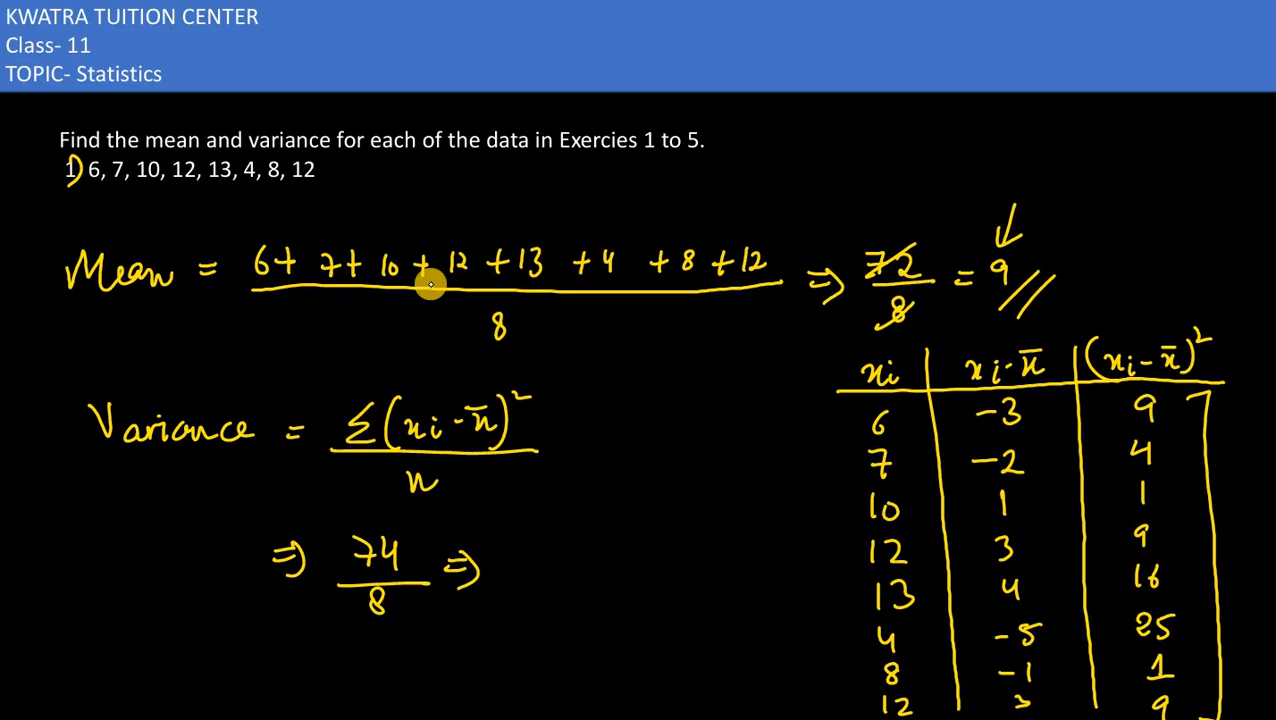 KWATRA TUITION CENTER
Class- 11
TOPIC- Statistics
Find the mean and variance for each of the data in Exercies 1 to 5.
1) 6, 7, 10, 12, 13, 4, 8, 12
Mean = 6+ 7+ 10 + 12 +13 +4 +8 +12 ⇒ 72 = 9 //
8 8
xi | xi - x̄ | (xi - x̄)²
Variance = Σ(xi - x̄)²
n
⇒ 74 ⇒
8
6 -3 9
7 -2 4
10 1 1
12 3 9
13 4 16
4 -5 25
8 -1 1
12 3 9